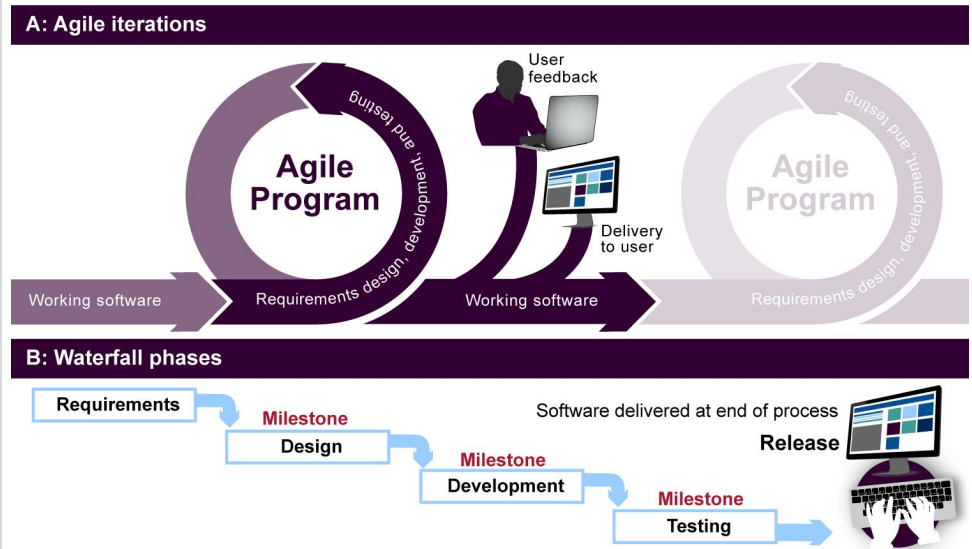 A: Agile iterations
User
feedback
Agile
Program
Requirements design, development, and testing
Delivery
to user
Working software
Working software
Agile
Program
Requirements design, development, and testing
B: Waterfall phases
Requirements
Milestone
Design
Milestone
Development
Milestone
Testing
Software delivered at end of process
Release